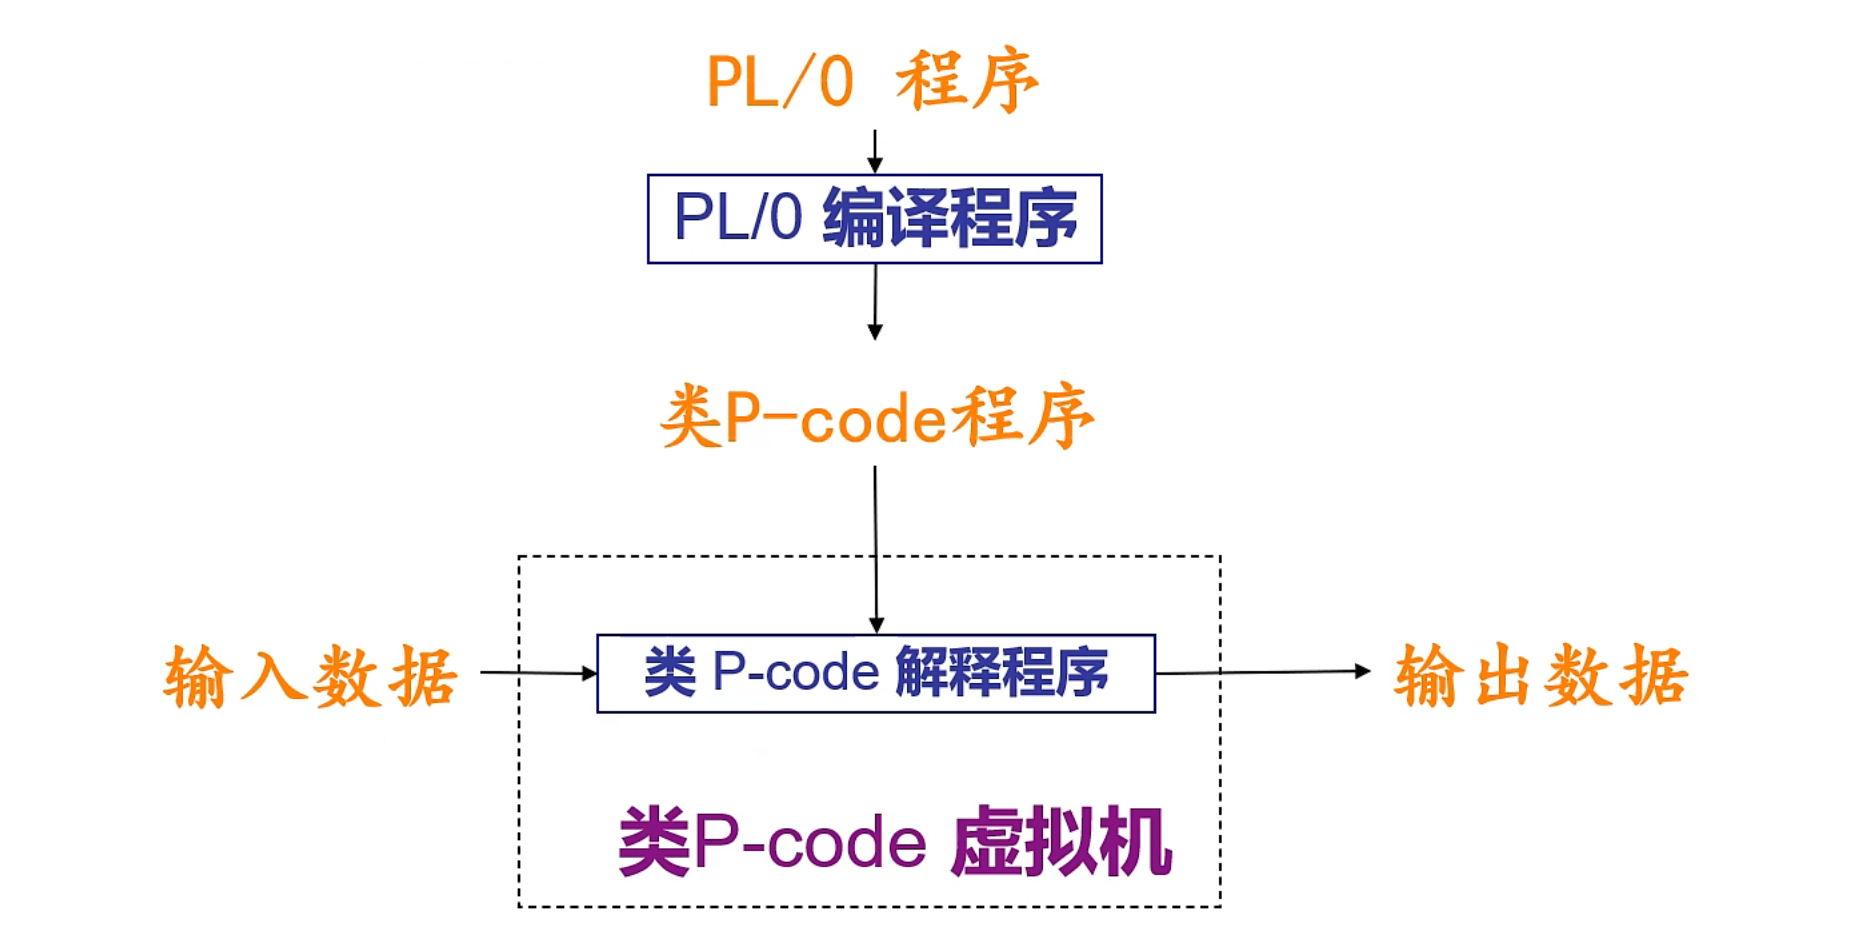 PL/0 程序
PL/0 编译程序
类P-code程序
输入数据
类 P-code 解释程序
输出数据
类P-code 虚拟机